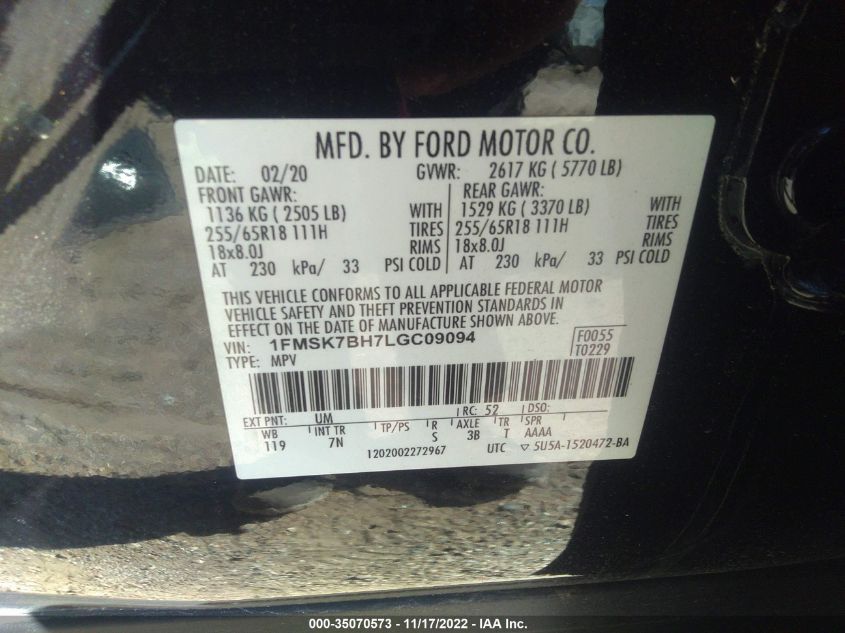 MFD. BY FORD MOTOR CO.
DATE: 02/20 GVWR: 2617 KG ( 5770 LB)
FRONT GAWR: REAR GAWR:
1136 KG ( 2505 LB) WITH 1529 KG ( 3370 LB) WITH
255/65R18 111H TIRES 255/65R18 111H TIRES
18x8.0J RIMS 18x8.0J RIMS
AT 230 kPa/ 33 PSI COLD AT 230 kPa/ 33 PSI COLD
THIS VEHICLE CONFORMS TO ALL APPLICABLE FEDERAL MOTOR
VEHICLE SAFETY AND THEFT PREVENTION STANDARDS IN
EFFECT ON THE DATE OF MANUFACTURE SHOWN ABOVE.
VIN: 1FMSK7BH7LGC09094 F0055
TYPE: MPV T0229
EXT PNT: UM RC: 52 DSO:
WB INT TR TP/PS R AXLE TR SPR
119 7N S 3B T AAAA
1202002272967 UTC ▽ 5U5A-1520472-BA
000-35070573 - 11/17/2022 - IAA Inc.